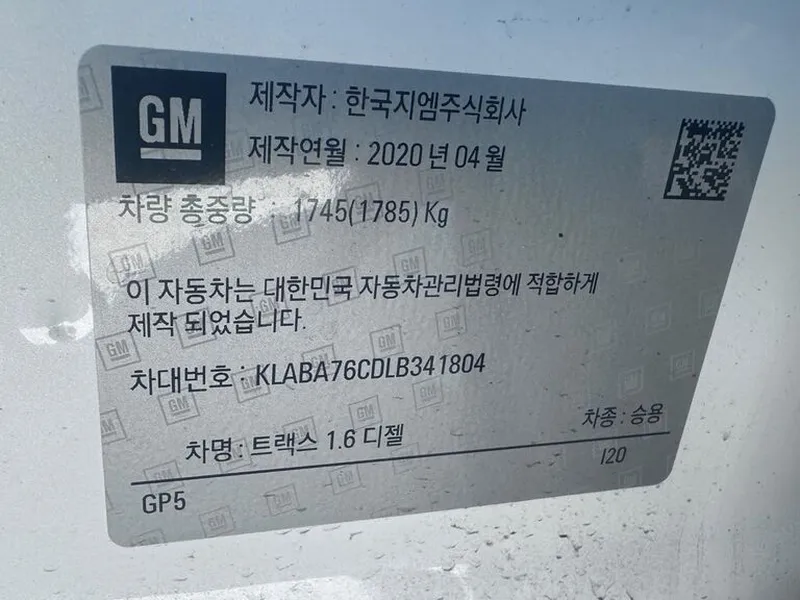 GM
제작자 : 한국지엠주식회사
제작연월 : 2020 년 04 월
차량 총중량 : 1745(1785) Kg
이 자동차는 대한민국 자동차관리법령에 적합하게
제작 되었습니다.
차대번호 : KLABA76CDLB341804
차명 : 트랙스 1.6 디젤
차종 : 승용
GP5
I20